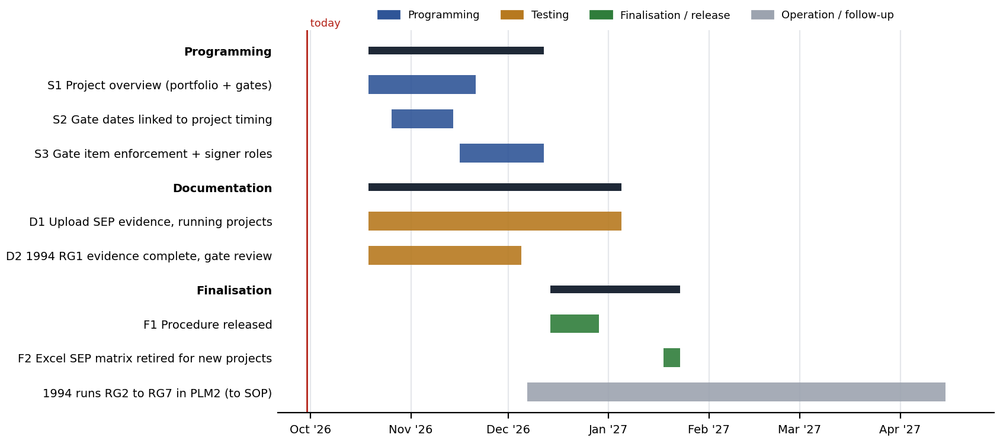 Programming
Testing
Finalisation / release
Operation / follow-up
today
Programming
S1 Project overview (portfolio + gates)
S2 Gate dates linked to project timing
S3 Gate item enforcement + signer roles
Documentation
D1 Upload SEP evidence, running projects
D2 1994 RG1 evidence complete, gate review
Finalisation
F1 Procedure released
F2 Excel SEP matrix retired for new projects
1994 runs RG2 to RG7 in PLM2 (to SOP)
Oct '26 Nov '26 Dec '26 Jan '27 Feb '27 Mar '27 Apr '27